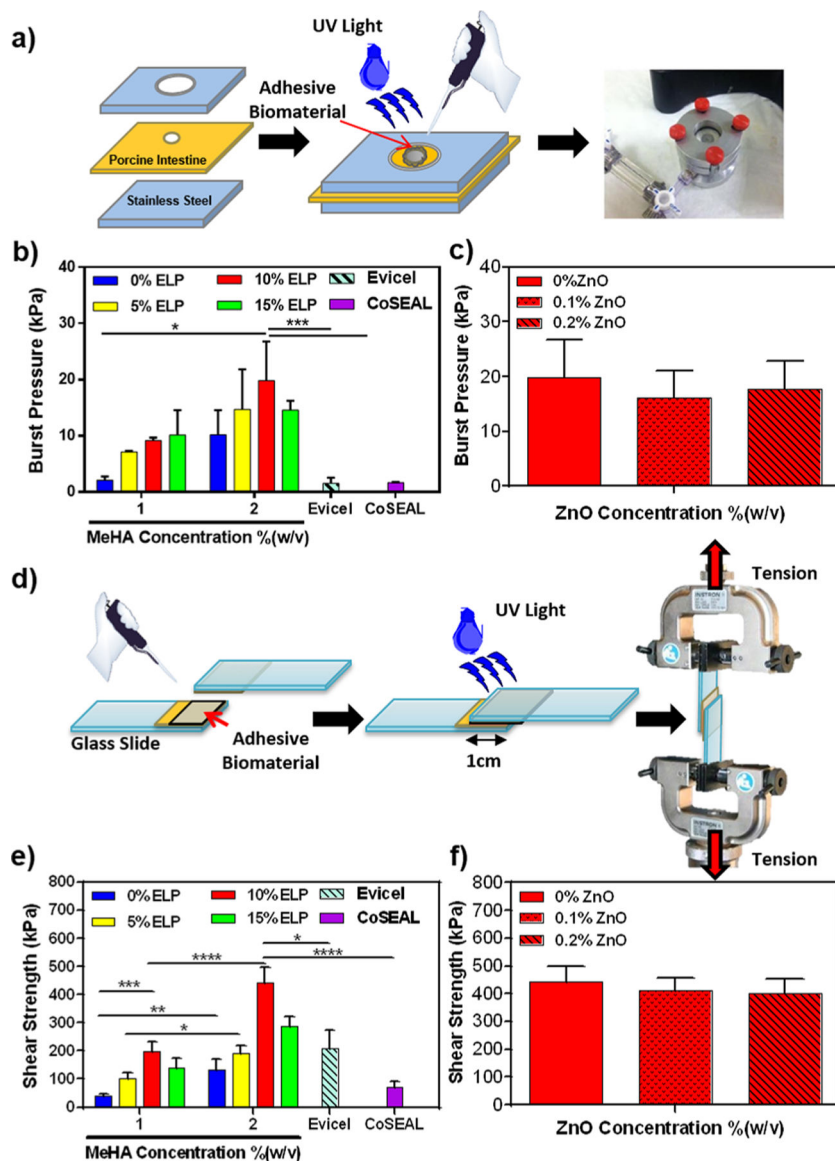 a)
UV Light
Adhesive
Biomaterial
Porcine Intestine
Stainless Steel
b)
Burst Pressure (kPa)
40
30
20
10
0
0% ELP
10% ELP
Evicel
5% ELP
15% ELP
CoSEAL
*
***
1
2
Evicel
CoSEAL
MeHA Concentration %(w/v)
c)
Burst Pressure (kPa)
40
30
20
10
0
0%ZnO
0.1% ZnO
0.2% ZnO
ZnO Concentration %(w/v)
d)
Glass Slide
Adhesive
Biomaterial
UV Light
1cm
Tension
INSTRON
INSTRON
Tension
e)
Shear Strength (kPa)
800
700
600
500
400
300
200
100
0
0% ELP
10% ELP
Evicel
5% ELP
15% ELP
CoSEAL
*
****
****
***
**
*
1
2
Evicel
CoSEAL
MeHA Concentration %(w/v)
f)
Shear Strength (kPa)
800
700
600
500
400
300
200
100
0
0% ZnO
0.1% ZnO
0.2% ZnO
ZnO Concentration %(w/v)